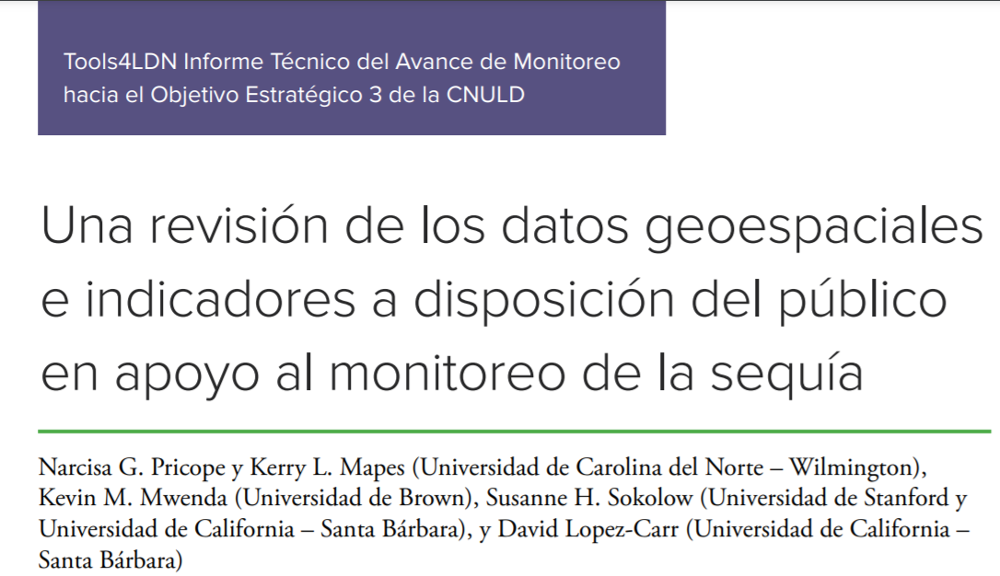 Tools4LDN Informe Técnico del Avance de Monitoreo
hacia el Objetivo Estratégico 3 de la CNULD
Una revisión de los datos geoespaciales
e indicadores a disposición del público
en apoyo al monitoreo de la sequía
Narcisa G. Pricope y Kerry L. Mapes (Universidad de Carolina del Norte – Wilmington),
Kevin M. Mwenda (Universidad de Brown), Susanne H. Sokolow (Universidad de Stanford y
Universidad de California – Santa Bárbara), y David Lopez-Carr (Universidad de California –
Santa Bárbara)